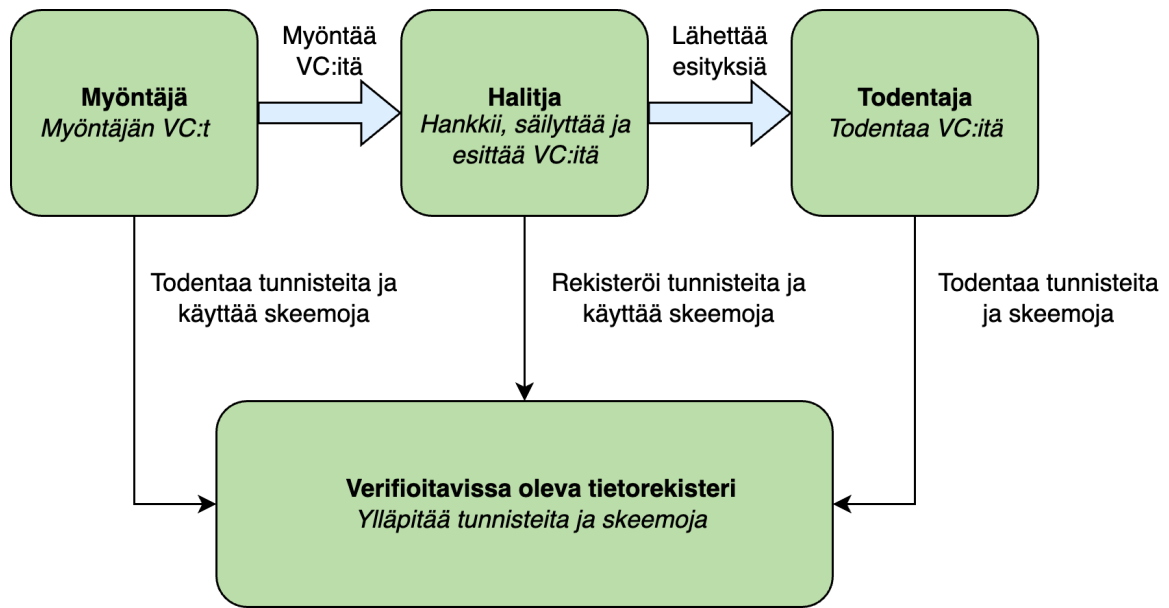 Myöntää
VC:itä
Lähettää
esityksiä
Myöntäjä
Myöntäjän VC:t
Halitja
Hankkii, säilyttää ja
esittää VC:itä
Todentaja
Todentaa VC:itä
Todentaa tunnisteita ja
käyttää skeemoja
Rekisteröi tunnisteita ja
käyttää skeemoja
Todentaa tunnisteita
ja skeemoja
Verifioitavissa oleva tietorekisteri
Ylläpitää tunnisteita ja skeemoja